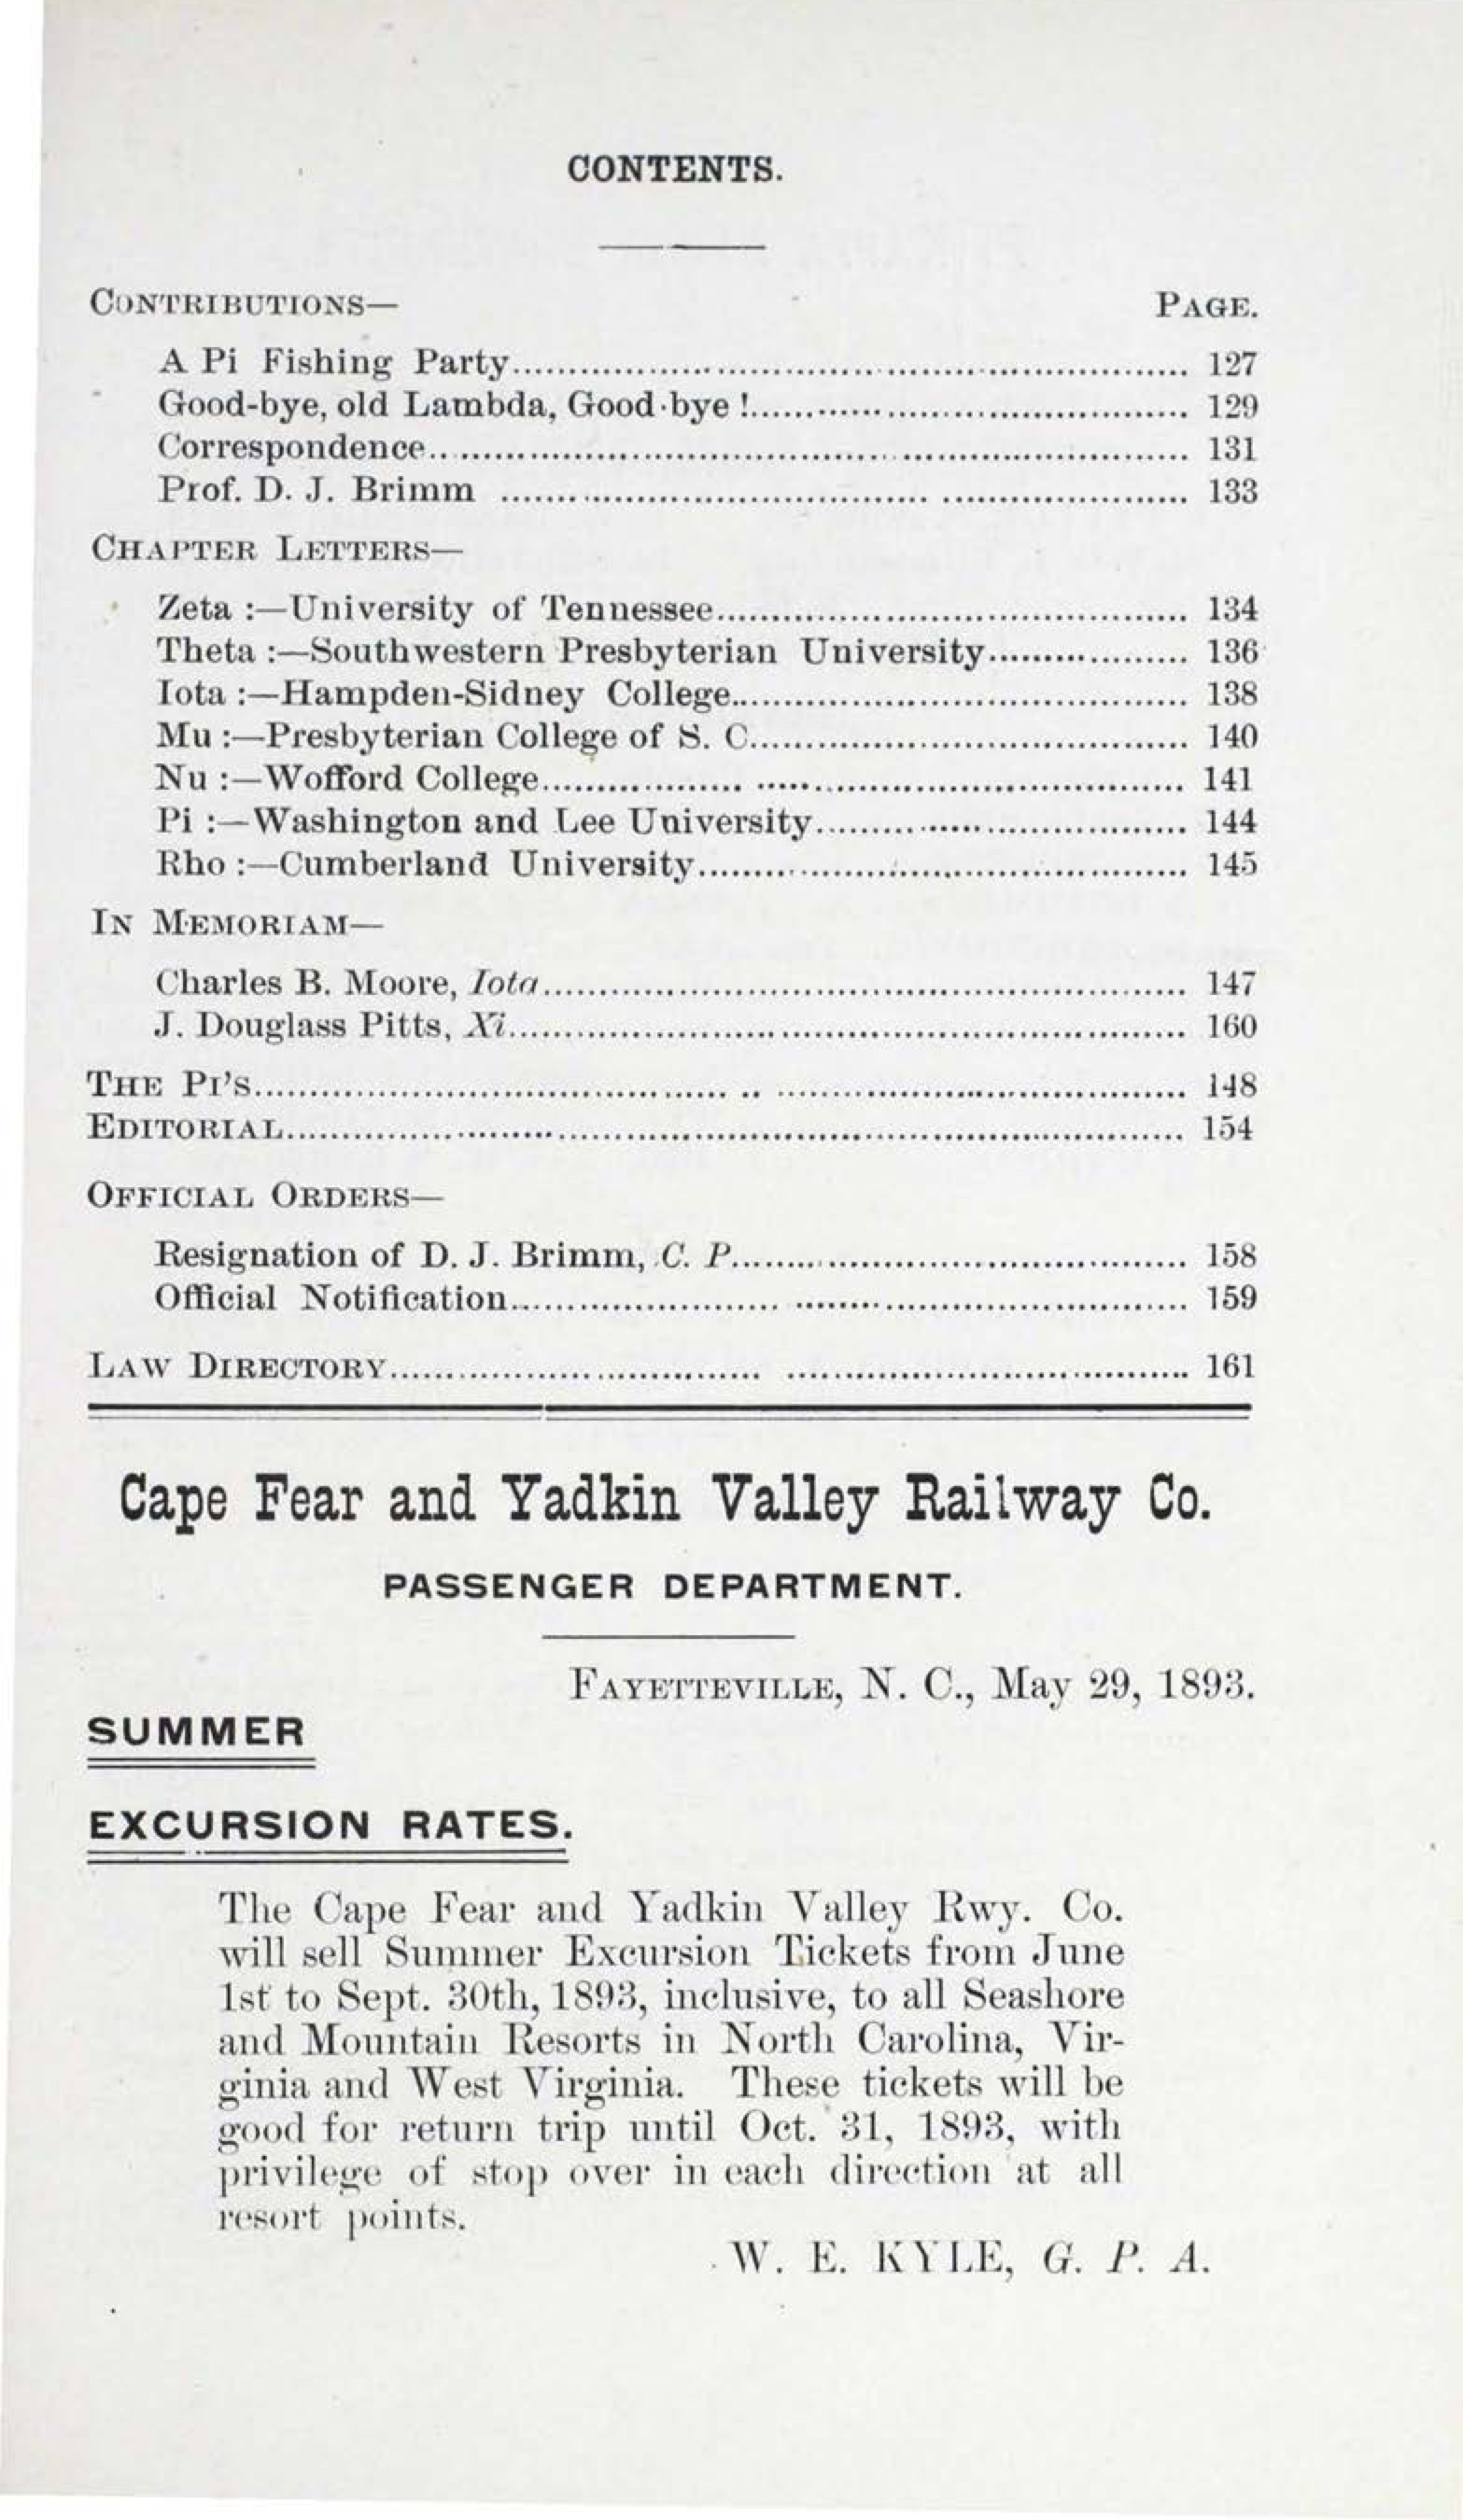 CONTENTS.
CONTRIBUTIONS— PAGE.
A Pi Fishing Party.................... 127
Good-bye, old Lambda, Good-bye !.................... 129
Correspondence.................... 131
Prof. D. J. Brimm .................... 133
CHAPTER LETTERS—
Zeta :—University of Tennessee.................... 134
Theta :—Southwestern Presbyterian University.................... 136
Iota :—Hampden-Sidney College.................... 138
Mu :—Presbyterian College of S. C.................... 140
Nu :—Wofford College.................... 141
Pi :—Washington and Lee University.................... 144
Rho :—Cumberland University.................... 145
IN MEMORIAM—
Charles B. Moore, Iota.................... 147
J. Douglass Pitts, Xi.................... 160
THE PI'S.................... 148
EDITORIAL.................... 154
OFFICIAL ORDERS—
Resignation of D. J. Brimm, C. P.................... 158
Official Notification.................... 159
LAW DIRECTORY.................... 161
Cape Fear and Yadkin Valley Railway Co.
PASSENGER DEPARTMENT.
FAYETTEVILLE, N. C., May 29, 1893.
SUMMER
EXCURSION RATES.
The Cape Fear and Yadkin Valley Rwy. Co.
will sell Summer Excursion Tickets from June
1st to Sept. 30th, 1893, inclusive, to all Seashore
and Mountain Resorts in North Carolina, Vir-
ginia and West Virginia. These tickets will be
good for return trip until Oct. 31, 1893, with
privilege of stop over in each direction at all
resort points.
W. E. KYLE, G. P. A.